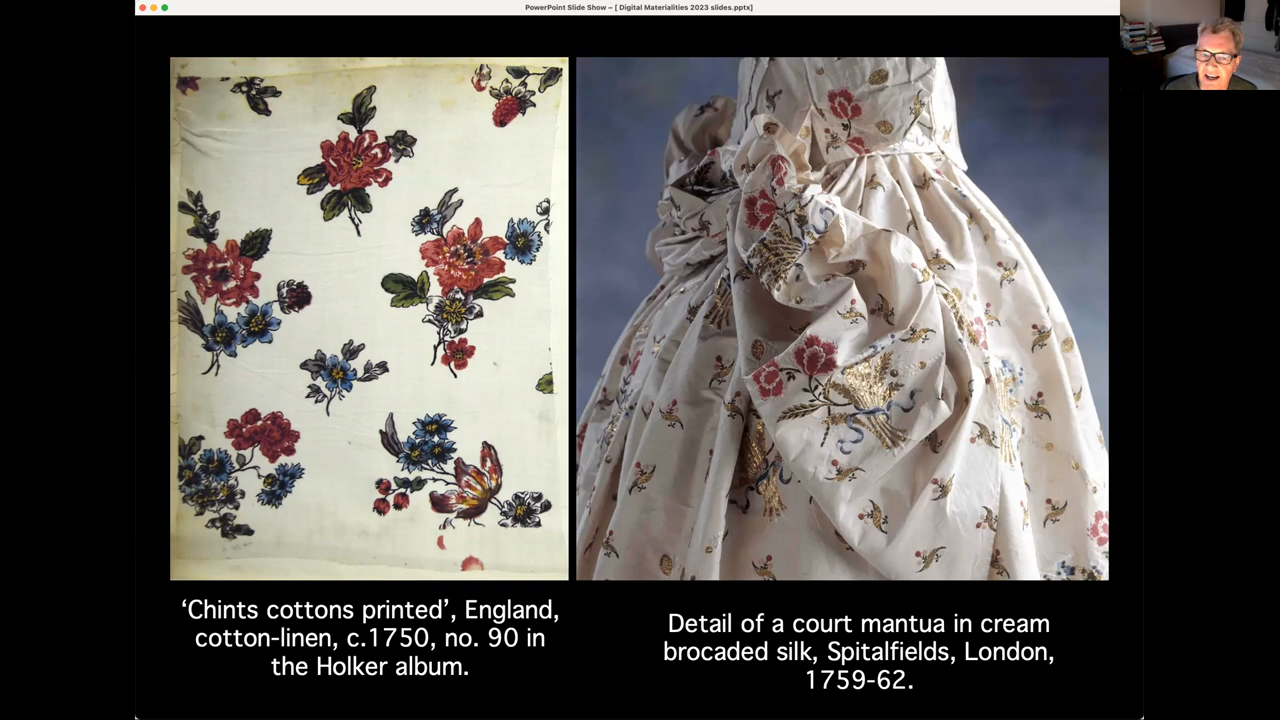 PowerPoint Slide Show – [ Digital Materialities 2023 slides.pptx]
‘Chints cottons printed’, England,
cotton-linen, c.1750, no. 90 in
the Holker album.
Detail of a court mantua in cream
brocaded silk, Spitalfields, London,
1759-62.